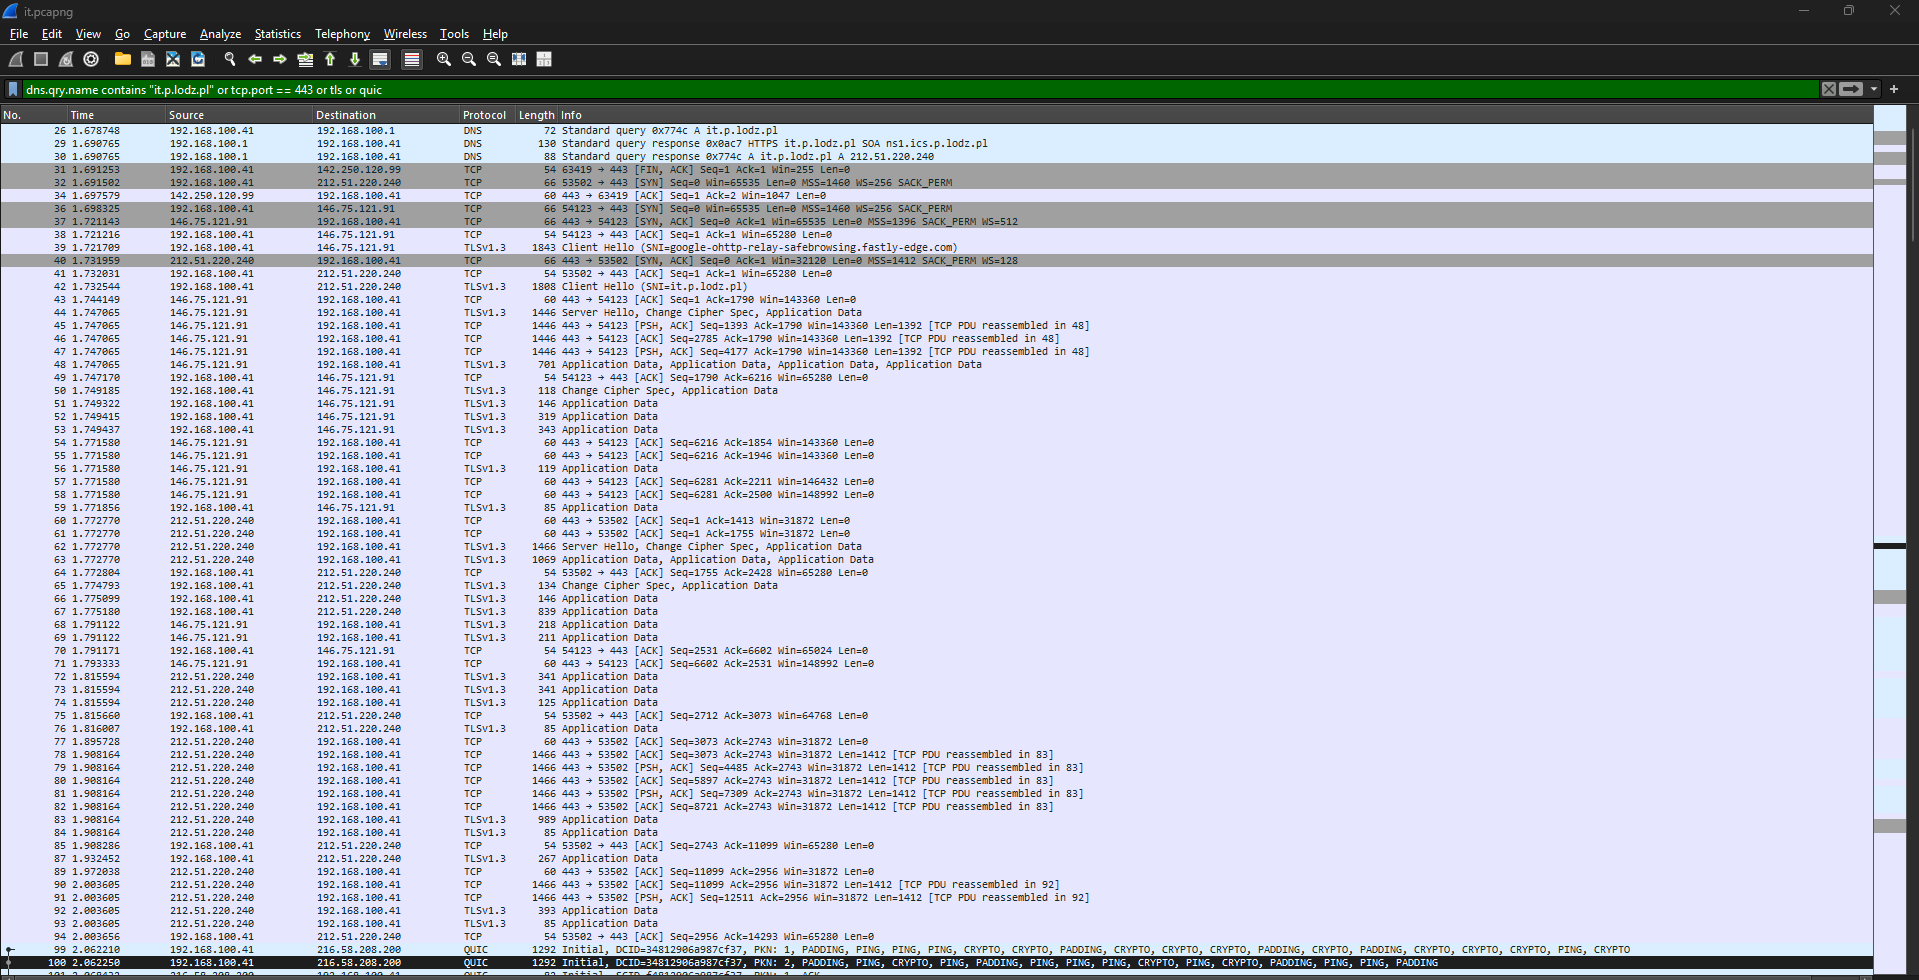 it.pcapng
File Edit View Go Capture Analyze Statistics Telephony Wireless Tools Help
dns.qry.name contains "it.p.lodz.pl" or tcp.port == 443 or tls or quic
No. Time Source Destination Protocol Length Info
26 1.678748 192.168.100.41 192.168.100.1 DNS 72 Standard query 0x774c A it.p.lodz.pl
29 1.690765 192.168.100.1 192.168.100.41 DNS 130 Standard query response 0x0ac7 HTTPS it.p.lodz.pl SOA ns1.ics.p.lodz.pl
30 1.690765 192.168.100.1 192.168.100.41 DNS 88 Standard query response 0x774c A it.p.lodz.pl A 212.51.220.240
31 1.691253 192.168.100.41 142.250.120.99 TCP 54 63419 → 443 [FIN, ACK] Seq=1 Ack=1 Win=255 Len=0
32 1.691502 192.168.100.41 212.51.220.240 TCP 66 53502 → 443 [SYN] Seq=0 Win=65535 Len=0 MSS=1460 WS=256 SACK_PERM
34 1.697579 142.250.120.99 192.168.100.41 TCP 60 443 → 63419 [ACK] Seq=1 Ack=2 Win=1047 Len=0
36 1.698325 192.168.100.41 146.75.121.91 TCP 66 54123 → 443 [SYN] Seq=0 Win=65535 Len=0 MSS=1460 WS=256 SACK_PERM
37 1.721143 146.75.121.91 192.168.100.41 TCP 66 443 → 54123 [SYN, ACK] Seq=0 Ack=1 Win=65535 Len=0 MSS=1396 SACK_PERM WS=512
38 1.721216 192.168.100.41 146.75.121.91 TCP 54 54123 → 443 [ACK] Seq=1 Ack=1 Win=65280 Len=0
39 1.721709 192.168.100.41 146.75.121.91 TLSv1.3 1843 Client Hello (SNI=google-ohttp-relay-safebrowsing.fastly-edge.com)
40 1.731959 212.51.220.240 192.168.100.41 TCP 66 443 → 53502 [SYN, ACK] Seq=0 Ack=1 Win=32120 Len=0 MSS=1412 SACK_PERM WS=128
41 1.732031 192.168.100.41 212.51.220.240 TCP 54 53502 → 443 [ACK] Seq=1 Ack=1 Win=65280 Len=0
42 1.732544 192.168.100.41 212.51.220.240 TLSv1.3 1808 Client Hello (SNI=it.p.lodz.pl)
43 1.744149 146.75.121.91 192.168.100.41 TCP 60 443 → 54123 [ACK] Seq=1 Ack=1790 Win=143360 Len=0
44 1.747065 146.75.121.91 192.168.100.41 TLSv1.3 1446 Server Hello, Change Cipher Spec, Application Data
45 1.747065 146.75.121.91 192.168.100.41 TCP 1446 443 → 54123 [PSH, ACK] Seq=1393 Ack=1790 Win=143360 Len=1392 [TCP PDU reassembled in 48]
46 1.747065 146.75.121.91 192.168.100.41 TCP 1446 443 → 54123 [ACK] Seq=2785 Ack=1790 Win=143360 Len=1392 [TCP PDU reassembled in 48]
47 1.747065 146.75.121.91 192.168.100.41 TCP 1446 443 → 54123 [PSH, ACK] Seq=4177 Ack=1790 Win=143360 Len=1392 [TCP PDU reassembled in 48]
48 1.747065 146.75.121.91 192.168.100.41 TLSv1.3 701 Application Data, Application Data, Application Data, Application Data
49 1.747170 192.168.100.41 146.75.121.91 TCP 54 54123 → 443 [ACK] Seq=1790 Ack=6216 Win=65280 Len=0
50 1.749185 192.168.100.41 146.75.121.91 TLSv1.3 118 Change Cipher Spec, Application Data
51 1.749322 192.168.100.41 146.75.121.91 TLSv1.3 146 Application Data
52 1.749415 192.168.100.41 146.75.121.91 TLSv1.3 319 Application Data
53 1.749437 192.168.100.41 146.75.121.91 TLSv1.3 343 Application Data
54 1.771580 146.75.121.91 192.168.100.41 TCP 60 443 → 54123 [ACK] Seq=6216 Ack=1854 Win=143360 Len=0
55 1.771580 146.75.121.91 192.168.100.41 TCP 60 443 → 54123 [ACK] Seq=6216 Ack=1946 Win=143360 Len=0
56 1.771580 146.75.121.91 192.168.100.41 TLSv1.3 119 Application Data
57 1.771580 146.75.121.91 192.168.100.41 TCP 60 443 → 54123 [ACK] Seq=6281 Ack=2211 Win=146432 Len=0
58 1.771580 146.75.121.91 192.168.100.41 TCP 60 443 → 54123 [ACK] Seq=6281 Ack=2500 Win=148992 Len=0
59 1.771856 192.168.100.41 146.75.121.91 TLSv1.3 85 Application Data
60 1.772770 212.51.220.240 192.168.100.41 TCP 60 443 → 53502 [ACK] Seq=1 Ack=1413 Win=31872 Len=0
61 1.772770 212.51.220.240 192.168.100.41 TCP 60 443 → 53502 [ACK] Seq=1 Ack=1755 Win=31872 Len=0
62 1.772770 212.51.220.240 192.168.100.41 TLSv1.3 1466 Server Hello, Change Cipher Spec, Application Data
63 1.772770 212.51.220.240 192.168.100.41 TLSv1.3 1069 Application Data, Application Data, Application Data
64 1.772804 192.168.100.41 212.51.220.240 TCP 54 53502 → 443 [ACK] Seq=1755 Ack=2428 Win=65280 Len=0
65 1.774793 192.168.100.41 212.51.220.240 TLSv1.3 134 Change Cipher Spec, Application Data
66 1.775099 192.168.100.41 212.51.220.240 TLSv1.3 146 Application Data
67 1.775180 192.168.100.41 212.51.220.240 TLSv1.3 839 Application Data
68 1.791122 146.75.121.91 192.168.100.41 TLSv1.3 218 Application Data
69 1.791122 146.75.121.91 192.168.100.41 TLSv1.3 211 Application Data
70 1.791171 192.168.100.41 146.75.121.91 TCP 54 54123 → 443 [ACK] Seq=2531 Ack=6602 Win=65024 Len=0
71 1.793333 146.75.121.91 192.168.100.41 TCP 60 443 → 54123 [ACK] Seq=6602 Ack=2531 Win=148992 Len=0
72 1.815594 212.51.220.240 192.168.100.41 TLSv1.3 341 Application Data
73 1.815594 212.51.220.240 192.168.100.41 TLSv1.3 341 Application Data
74 1.815594 212.51.220.240 192.168.100.41 TLSv1.3 125 Application Data
75 1.815660 192.168.100.41 212.51.220.240 TCP 54 53502 → 443 [ACK] Seq=2712 Ack=3073 Win=64768 Len=0
76 1.816007 192.168.100.41 212.51.220.240 TLSv1.3 85 Application Data
77 1.895728 212.51.220.240 192.168.100.41 TCP 60 443 → 53502 [ACK] Seq=3073 Ack=2743 Win=31872 Len=0
78 1.908164 212.51.220.240 192.168.100.41 TCP 1466 443 → 53502 [ACK] Seq=3073 Ack=2743 Win=31872 Len=1412 [TCP PDU reassembled in 83]
79 1.908164 212.51.220.240 192.168.100.41 TCP 1466 443 → 53502 [PSH, ACK] Seq=4485 Ack=2743 Win=31872 Len=1412 [TCP PDU reassembled in 83]
80 1.908164 212.51.220.240 192.168.100.41 TCP 1466 443 → 53502 [ACK] Seq=5897 Ack=2743 Win=31872 Len=1412 [TCP PDU reassembled in 83]
81 1.908164 212.51.220.240 192.168.100.41 TCP 1466 443 → 53502 [PSH, ACK] Seq=7309 Ack=2743 Win=31872 Len=1412 [TCP PDU reassembled in 83]
82 1.908164 212.51.220.240 192.168.100.41 TCP 1466 443 → 53502 [ACK] Seq=8721 Ack=2743 Win=31872 Len=1412 [TCP PDU reassembled in 83]
83 1.908164 212.51.220.240 192.168.100.41 TLSv1.3 989 Application Data
84 1.908164 212.51.220.240 192.168.100.41 TLSv1.3 85 Application Data
85 1.908286 192.168.100.41 212.51.220.240 TCP 54 53502 → 443 [ACK] Seq=2743 Ack=11099 Win=65280 Len=0
87 1.932452 192.168.100.41 212.51.220.240 TLSv1.3 267 Application Data
89 1.972038 212.51.220.240 192.168.100.41 TCP 60 443 → 53502 [ACK] Seq=11099 Ack=2956 Win=31872 Len=0
90 2.003605 212.51.220.240 192.168.100.41 TCP 1466 443 → 53502 [ACK] Seq=11099 Ack=2956 Win=31872 Len=1412 [TCP PDU reassembled in 92]
91 2.003605 212.51.220.240 192.168.100.41 TCP 1466 443 → 53502 [PSH, ACK] Seq=12511 Ack=2956 Win=31872 Len=1412 [TCP PDU reassembled in 92]
92 2.003605 212.51.220.240 192.168.100.41 TLSv1.3 393 Application Data
93 2.003605 212.51.220.240 192.168.100.41 TLSv1.3 85 Application Data
94 2.003656 192.168.100.41 212.51.220.240 TCP 54 53502 → 443 [ACK] Seq=2956 Ack=14293 Win=65280 Len=0
99 2.062210 192.168.100.41 216.58.208.200 QUIC 1292 Initial, DCID=34812906a987cf37, PKN: 1, PADDING, PING, PING, PING, CRYPTO, CRYPTO, PADDING, CRYPTO, CRYPTO, CRYPTO, PADDING, CRYPTO, PADDING, CRYPTO, CRYPTO, CRYPTO, PING, CRYPTO
100 2.062250 192.168.100.41 216.58.208.200 QUIC 1292 Initial, DCID=34812906a987cf37, PKN: 2, PADDING, PING, CRYPTO, PING, PADDING, PING, PING, PING, CRYPTO, PING, CRYPTO, PADDING, PING, PING, PADDING